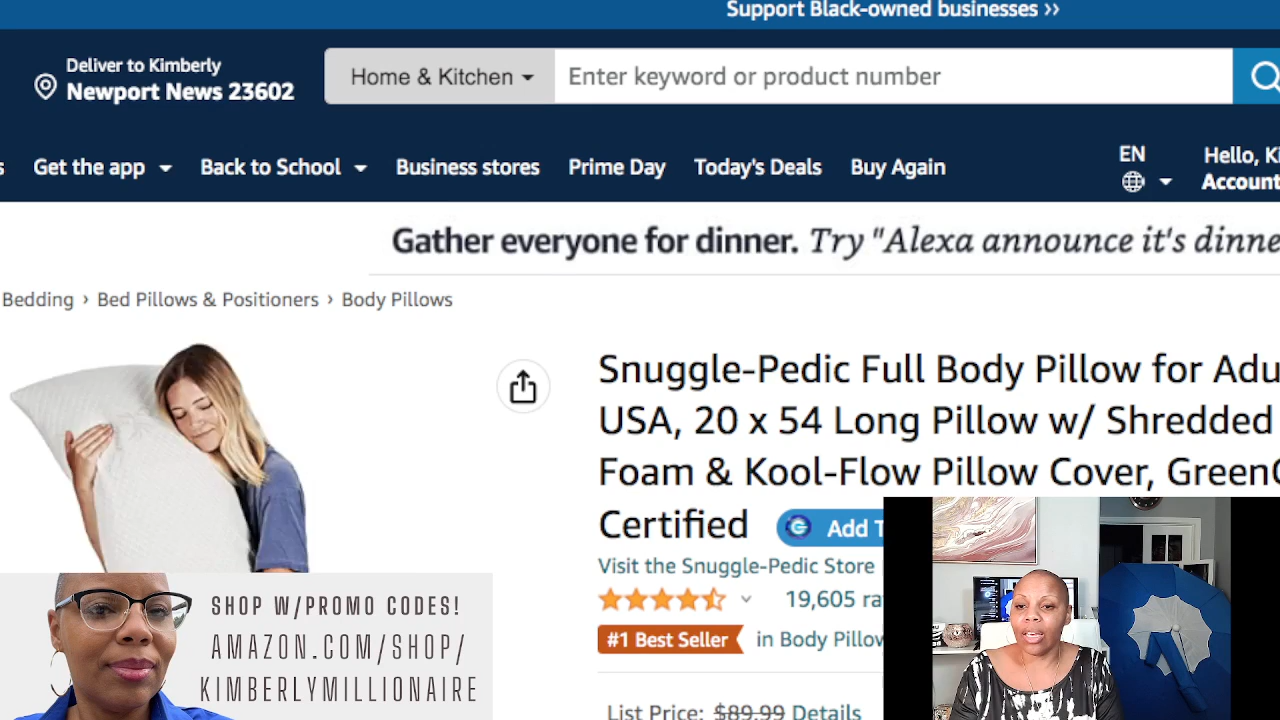 Support Black-owned businesses ››
Deliver to Kimberly
Newport News 23602
Home & Kitchen
Enter keyword or product number
s Get the app Back to School Business stores Prime Day Today's Deals Buy Again
EN
Hello, Ki
Account
Gather everyone for dinner. Try "Alexa announce it's dinne
Bedding › Bed Pillows & Positioners › Body Pillows
Snuggle-Pedic Full Body Pillow for Adu
USA, 20 x 54 Long Pillow w/ Shredded
Foam & Kool-Flow Pillow Cover, GreenG
Certified
Add T
Visit the Snuggle-Pedic Store
19,605 ra
#1 Best Seller in Body Pillow
List Price: $89.99 Details
SHOP W/PROMO CODES!
AMAZON.COM/SHOP/
KIMBERLYMILLIONAIRE